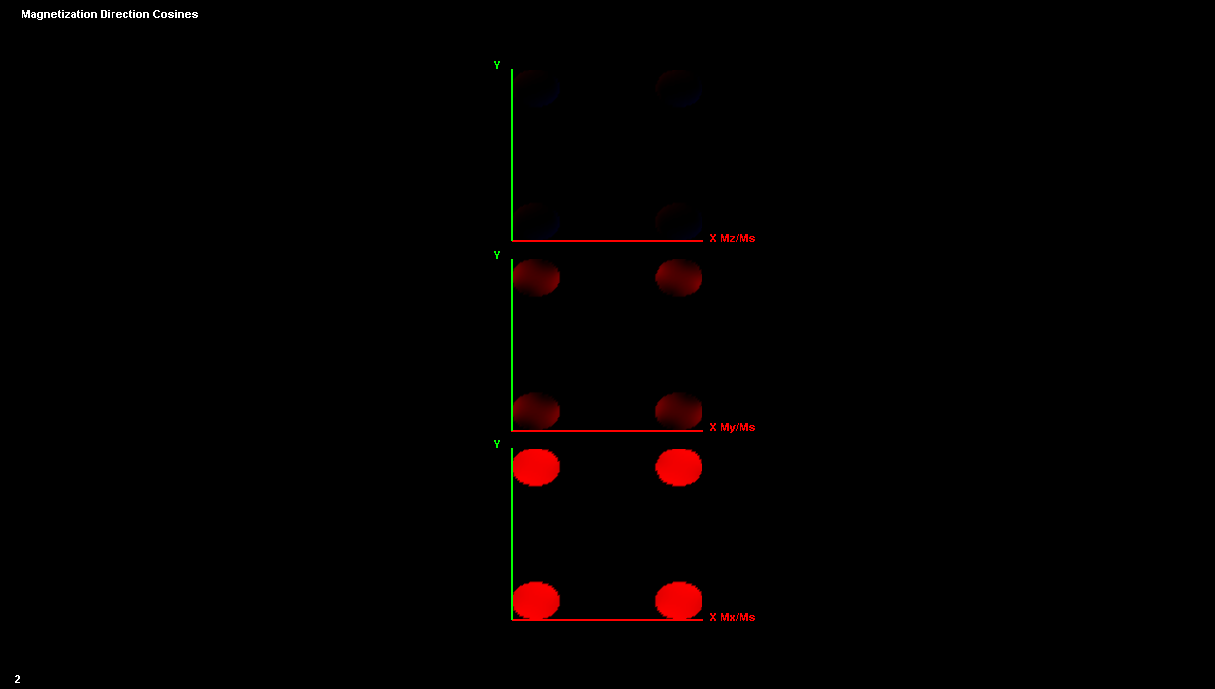 Magnetization Direction Cosines
Y
X Mz/Ms
Y
X My/Ms
Y
X Mx/Ms
2